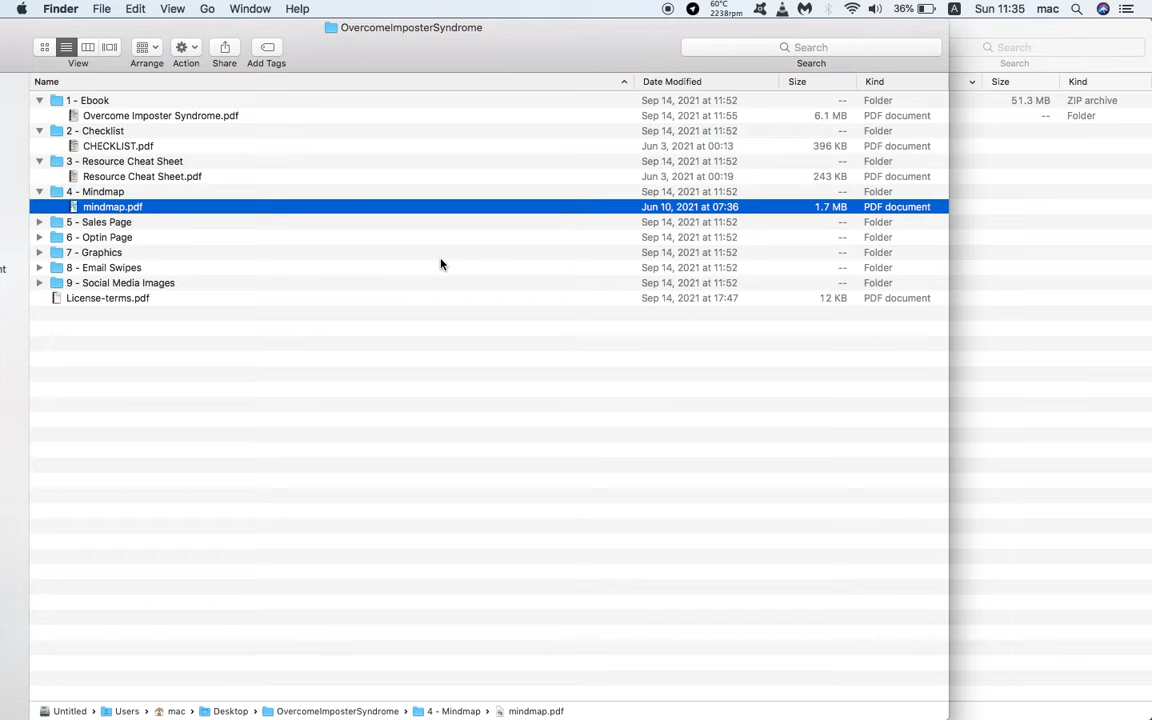 Finder File Edit View Go Window Help 60°C 2238rpm 36% A Sun 11:35 mac
OvercomeImposterSyndrome
Search Search
View Arrange Action Share Add Tags Search Search
Name Date Modified Size Kind Size Kind
1 - Ebook Sep 14, 2021 at 11:52 -- Folder 51.3 MB ZIP archive
Overcome Imposter Syndrome.pdf Sep 14, 2021 at 11:55 6.1 MB PDF document -- Folder
2 - Checklist Sep 14, 2021 at 11:52 -- Folder
CHECKLIST.pdf Jun 3, 2021 at 00:13 396 KB PDF document
3 - Resource Cheat Sheet Sep 14, 2021 at 11:52 -- Folder
Resource Cheat Sheet.pdf Jun 3, 2021 at 00:19 243 KB PDF document
4 - Mindmap Sep 14, 2021 at 11:52 -- Folder
mindmap.pdf Jun 10, 2021 at 07:36 1.7 MB PDF document
5 - Sales Page Sep 14, 2021 at 11:52 -- Folder
6 - Optin Page Sep 14, 2021 at 11:52 -- Folder
7 - Graphics Sep 14, 2021 at 11:52 -- Folder
8 - Email Swipes Sep 14, 2021 at 11:52 -- Folder
nt 9 - Social Media Images Sep 14, 2021 at 11:52 -- Folder
License-terms.pdf Sep 14, 2021 at 17:47 12 KB PDF document
Untitled › Users › mac › Desktop › OvercomeImposterSyndrome › 4 - Mindmap › mindmap.pdf